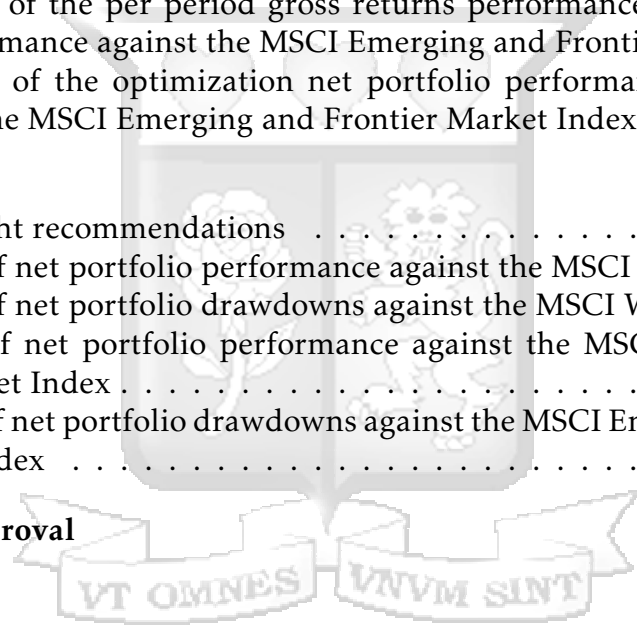 of the per period gross returns performance
mance against the MSCI Emerging and Fronti
of the optimization net portfolio performa
he MSCI Emerging and Frontier Market Index
ht recommendations . . . . . . . . . . . . . . .
f net portfolio performance against the MSCI
f net portfolio drawdowns against the MSCI W
of net portfolio performance against the MSC
et Index . . . . . . . . . . . . . . . . . . . . . .
f net portfolio drawdowns against the MSCI Em
dex . . . . . . . . . . . . . . . . . . . . . . . .
roval
VT OMNES VNVM SINT